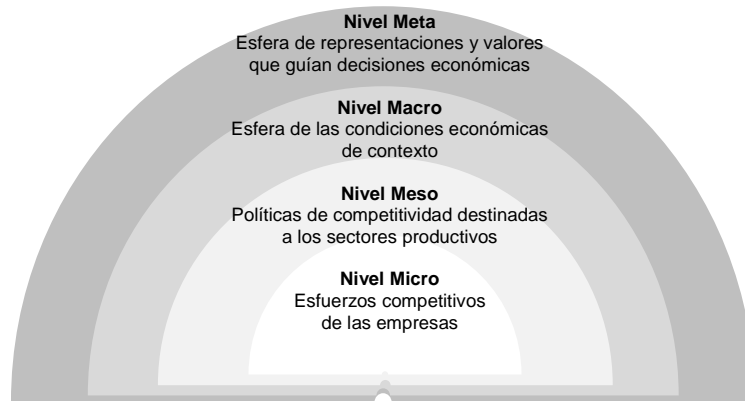 Nivel Meta
Esfera de representaciones y valores
que guían decisiones económicas
Nivel Macro
Esfera de las condiciones económicas
de contexto
Nivel Meso
Políticas de competitividad destinadas
a los sectores productivos
Nivel Micro
Esfuerzos competitivos
de las empresas